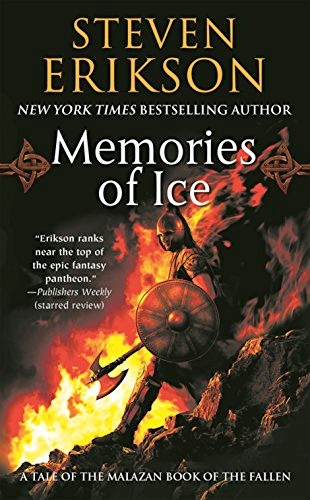 STEVEN
ERIKSON
NEW YORK TIMES BESTSELLING AUTHOR
Memories
of Ice
“Erikson ranks
near the top of
the epic fantasy
pantheon.”
—Publishers Weekly
(starred review)
A TALE OF THE MALAZAN BOOK OF THE FALLEN